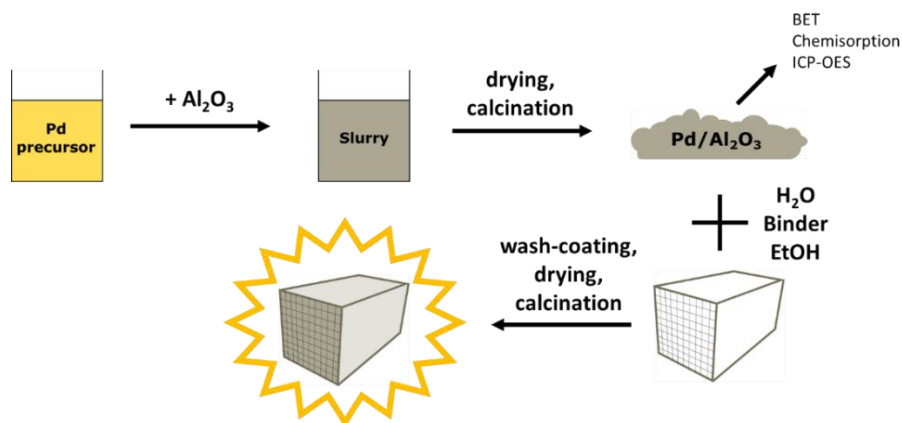 Pd
precursor
+ Al₂O₃
Slurry
drying,
calcination
Pd/Al₂O₃
BET
Chemisorption
ICP-OES
H₂O
Binder
EtOH
wash-coating,
drying,
calcination